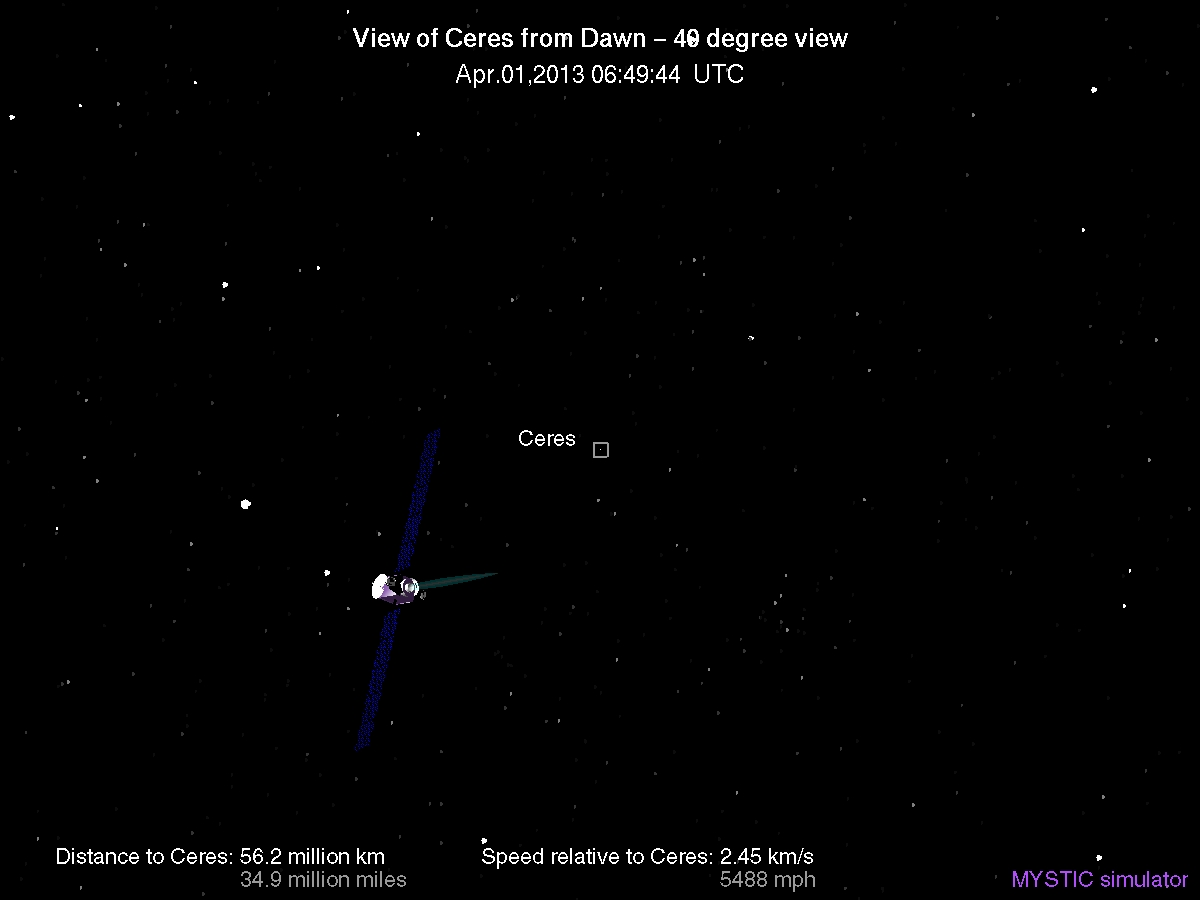 View of Ceres from Dawn – 40 degree view
Apr.01,2013 06:49:44 UTC
Ceres
Distance to Ceres: 56.2 million km
34.9 million miles
Speed relative to Ceres: 2.45 km/s
5488 mph
MYSTIC simulator